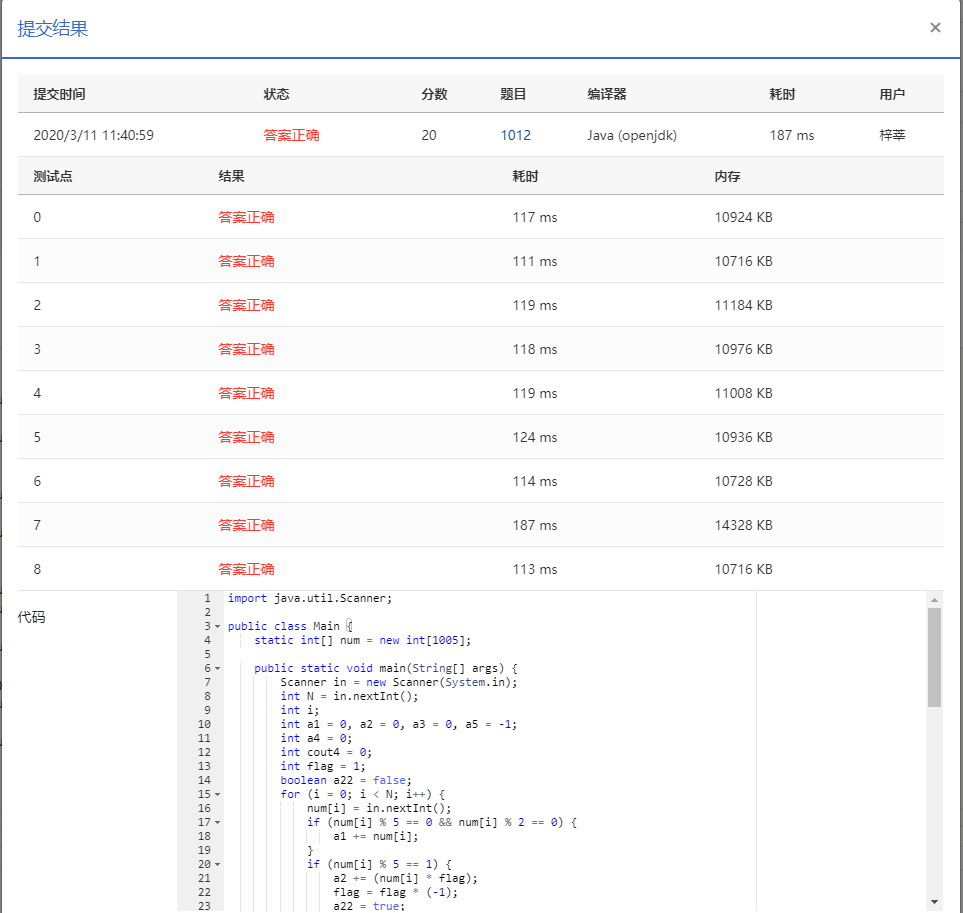 提交结果 ×
提交时间 状态 分数 题目 编译器 耗时 用户
2020/3/11 11:40:59 答案正确 20 1012 Java (openjdk) 187 ms 梓莘
测试点 结果 耗时 内存
0 答案正确 117 ms 10924 KB
1 答案正确 111 ms 10716 KB
2 答案正确 119 ms 11184 KB
3 答案正确 118 ms 10976 KB
4 答案正确 119 ms 11008 KB
5 答案正确 124 ms 10936 KB
6 答案正确 114 ms 10728 KB
7 答案正确 187 ms 14328 KB
8 答案正确 113 ms 10716 KB
代码
1 import java.util.Scanner;
2
3 public class Main {
4 static int[] num = new int[1005];
5
6 public static void main(String[] args) {
7 Scanner in = new Scanner(System.in);
8 int N = in.nextInt();
9 int i;
10 int a1 = 0, a2 = 0, a3 = 0, a5 = -1;
11 int a4 = 0;
12 int cout4 = 0;
13 int flag = 1;
14 boolean a22 = false;
15 for (i = 0; i < N; i++) {
16 num[i] = in.nextInt();
17 if (num[i] % 5 == 0 && num[i] % 2 == 0) {
18 a1 += num[i];
19 }
20 if (num[i] % 5 == 1) {
21 a2 += (num[i] * flag);
22 flag = flag * (-1);
23 a22 = true;